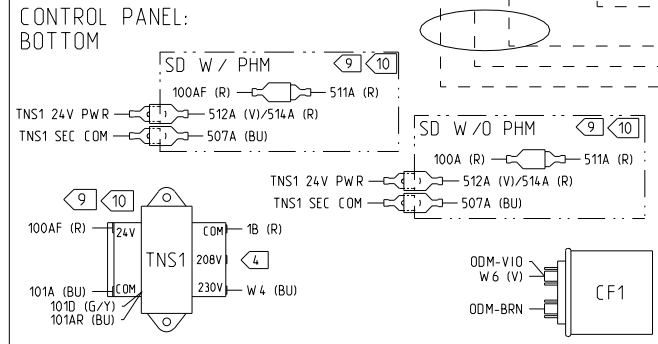 CONTROL PANEL:
BOTTOM
SD W/ PHM 9 10
100AF (R) 511A (R)
TNS1 24V PWR 512A (V)/514A (R)
TNS1 SEC COM 507A (BU)
SD W/O PHM 9 10
100A (R) 511A (R)
TNS1 24V PWR 512A (V)/514A (R)
TNS1 SEC COM 507A (BU)
9 10
100AF (R) 24V COM 1B (R)
TNS1 208V 4
101A (BU) COM 230V W4 (BU)
101D (G/Y)
101AR (BU)
ODM-VIO
W6 (V)
CF1
ODM-BRN